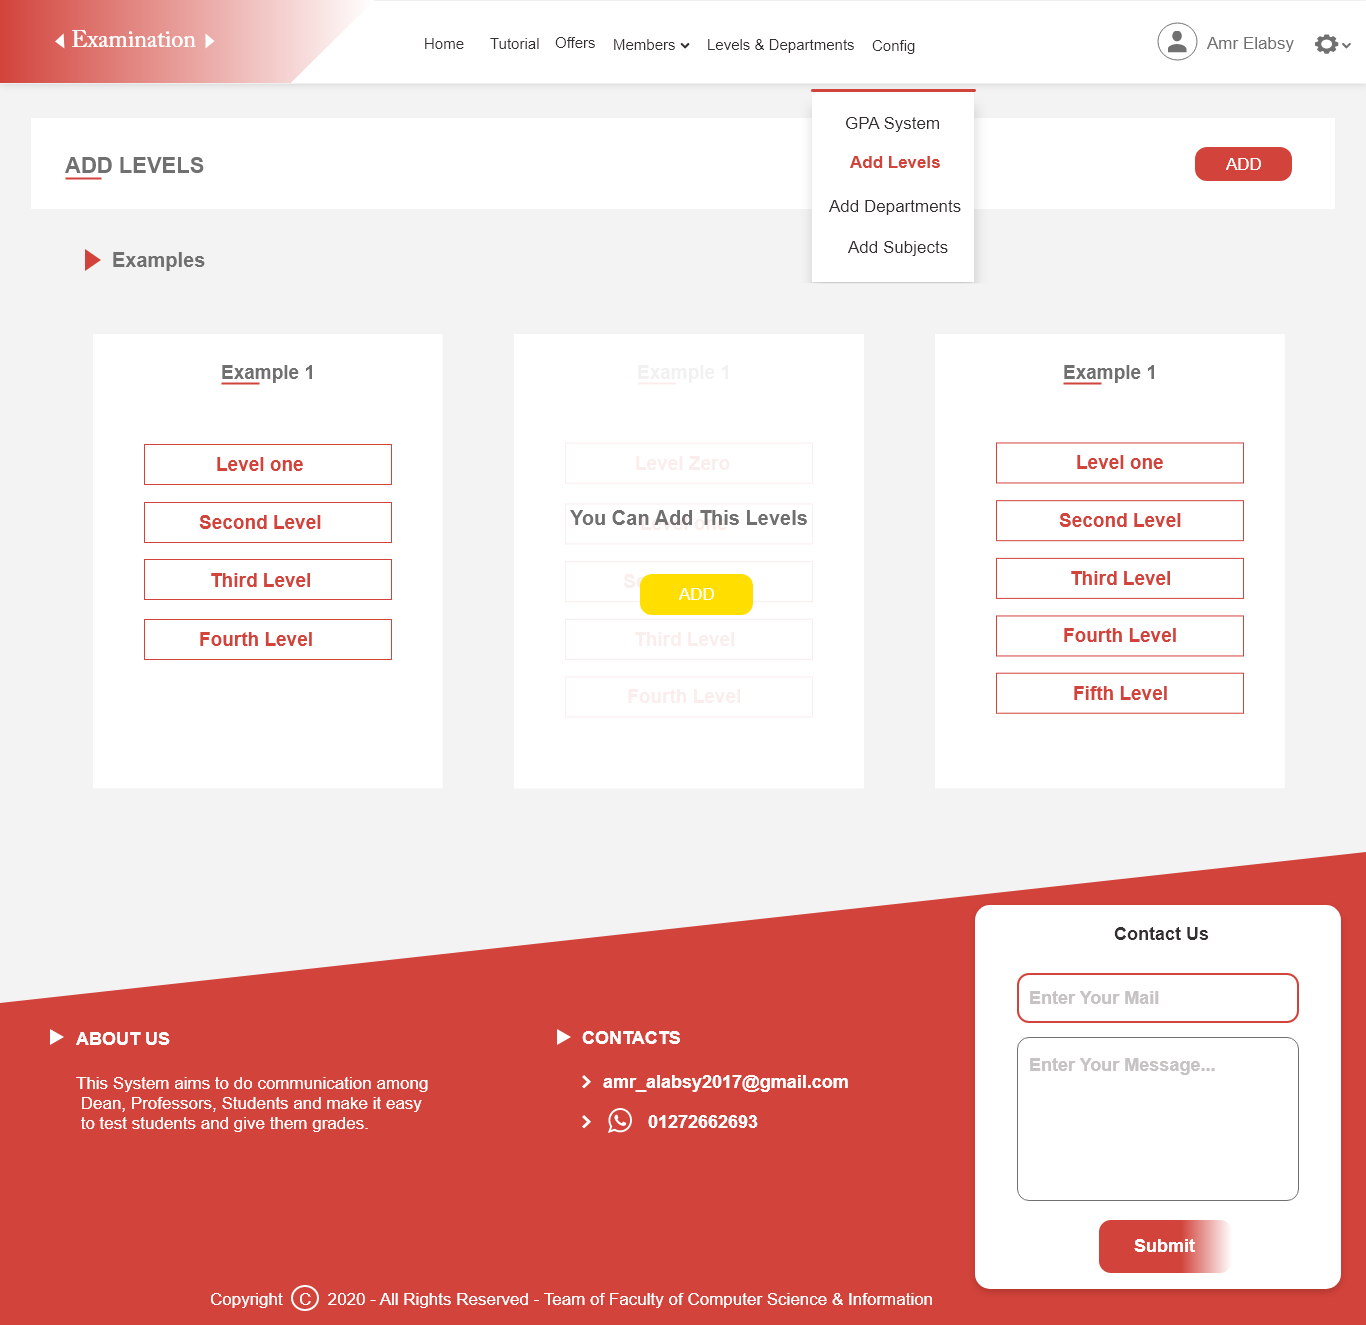 Examination
Home
Tutorial
Offers
Members
Levels & Departments
Config
Amr Elabsy
GPA System
Add Levels
Add Departments
Add Subjects
ADD LEVELS
ADD
Examples
Example 1
Level one
Second Level
Third Level
Fourth Level
Example 1
Level Zero
Level one
You Can Add This Levels
ADD
Third Level
Fourth Level
Example 1
Level one
Second Level
Third Level
Fourth Level
Fifth Level
ABOUT US
This System aims to do communication among
Dean, Professors, Students and make it easy
to test students and give them grades.
CONTACTS
amr_alabsy2017@gmail.com
01272662693
Contact Us
Enter Your Mail
Enter Your Message...
Submit
Copyright © 2020 - All Rights Reserved - Team of Faculty of Computer Science & Information